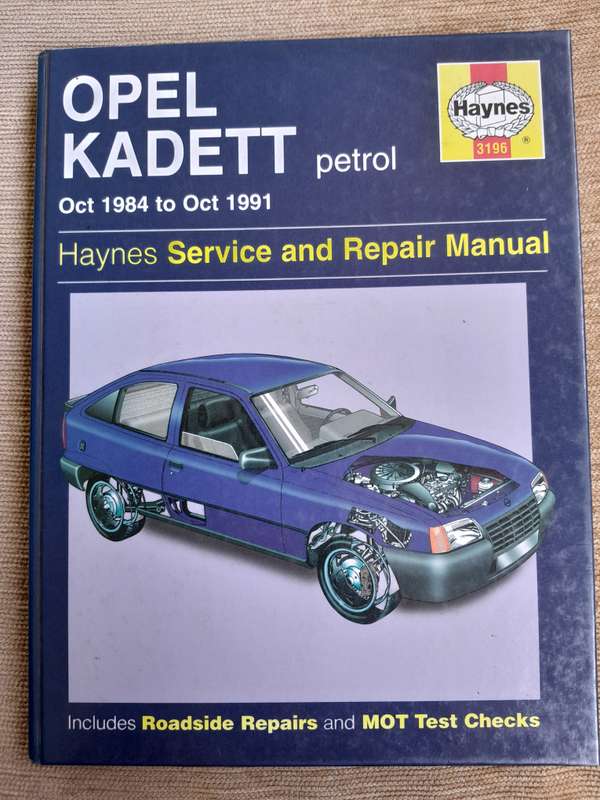 OPEL
KADETT petrol
Oct 1984 to Oct 1991
Haynes
3196
®
Haynes Service and Repair Manual
Includes Roadside Repairs and MOT Test Checks